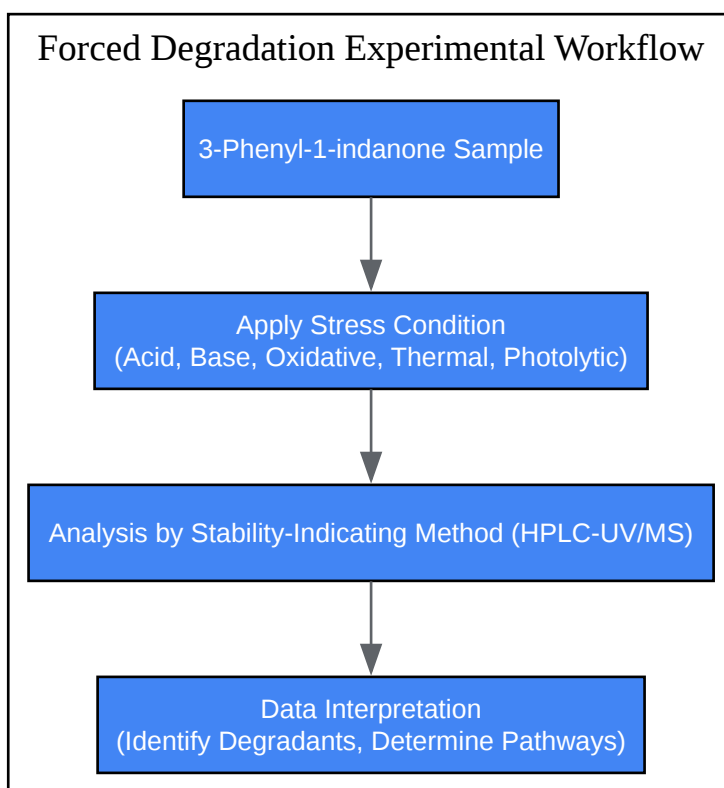 Forced Degradation Experimental Workflow
3-Phenyl-1-indanone Sample
Apply Stress Condition
(Acid, Base, Oxidative, Thermal, Photolytic)
Analysis by Stability-Indicating Method (HPLC-UV/MS)
Data Interpretation
(Identify Degradants, Determine Pathways)